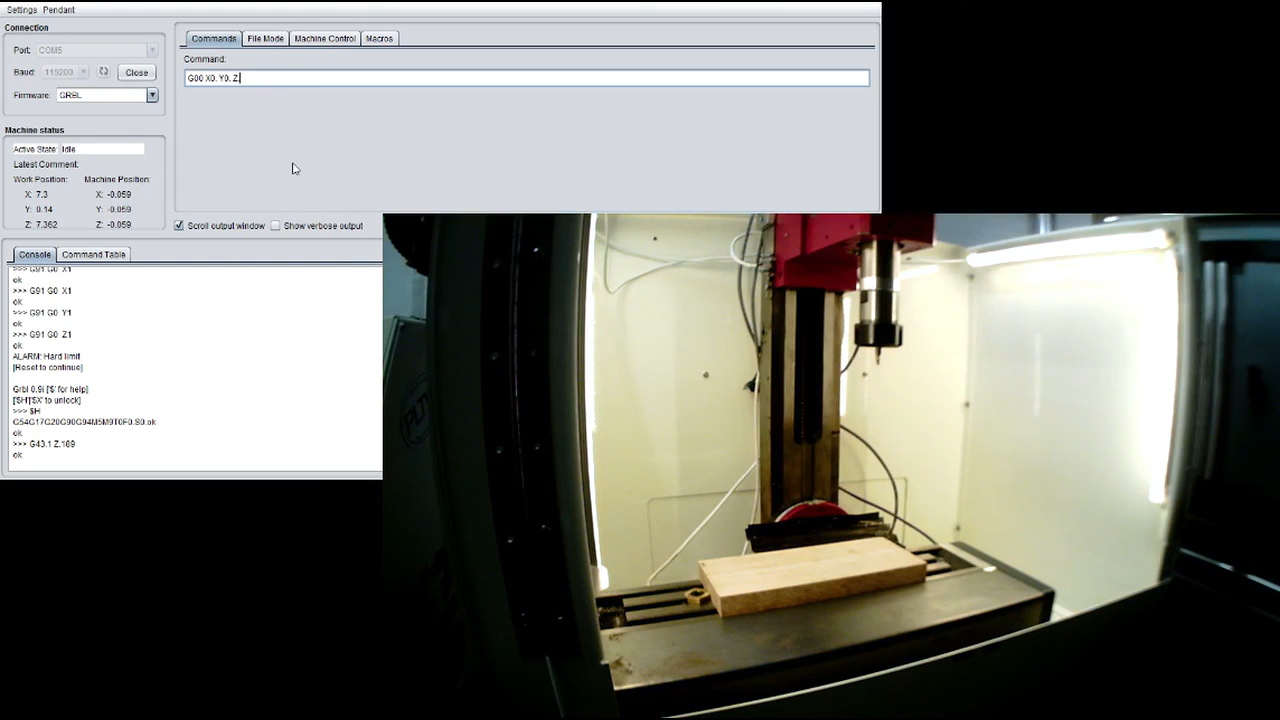 Settings Pendant
Connection
Port: COM5
Baud: 115200 Close
Firmware: GRBL
Machine status
Active State: Idle
Latest Comment:
Work Position: Machine Position:
X: 7.3 X: -0.059
Y: 0.14 Y: -0.059
Z: 7.362 Z: -0.059
Commands File Mode Machine Control Macros
Command:
G00 X0. Y0. Z.
Scroll output window Show verbose output
Console Command Table
>>> G91 G0 X1
ok
>>> G91 G0 X1
ok
>>> G91 G0 Y1
ok
>>> G91 G0 Z1
ok
ALARM: Hard limit
[Reset to continue]
Grbl 0.9i ['$' for help]
['$H'|'$X' to unlock]
>>> $H
G54G17G20G90G94M5M9T0F0.S0.ok
ok
>>> G43.1 Z.189
ok